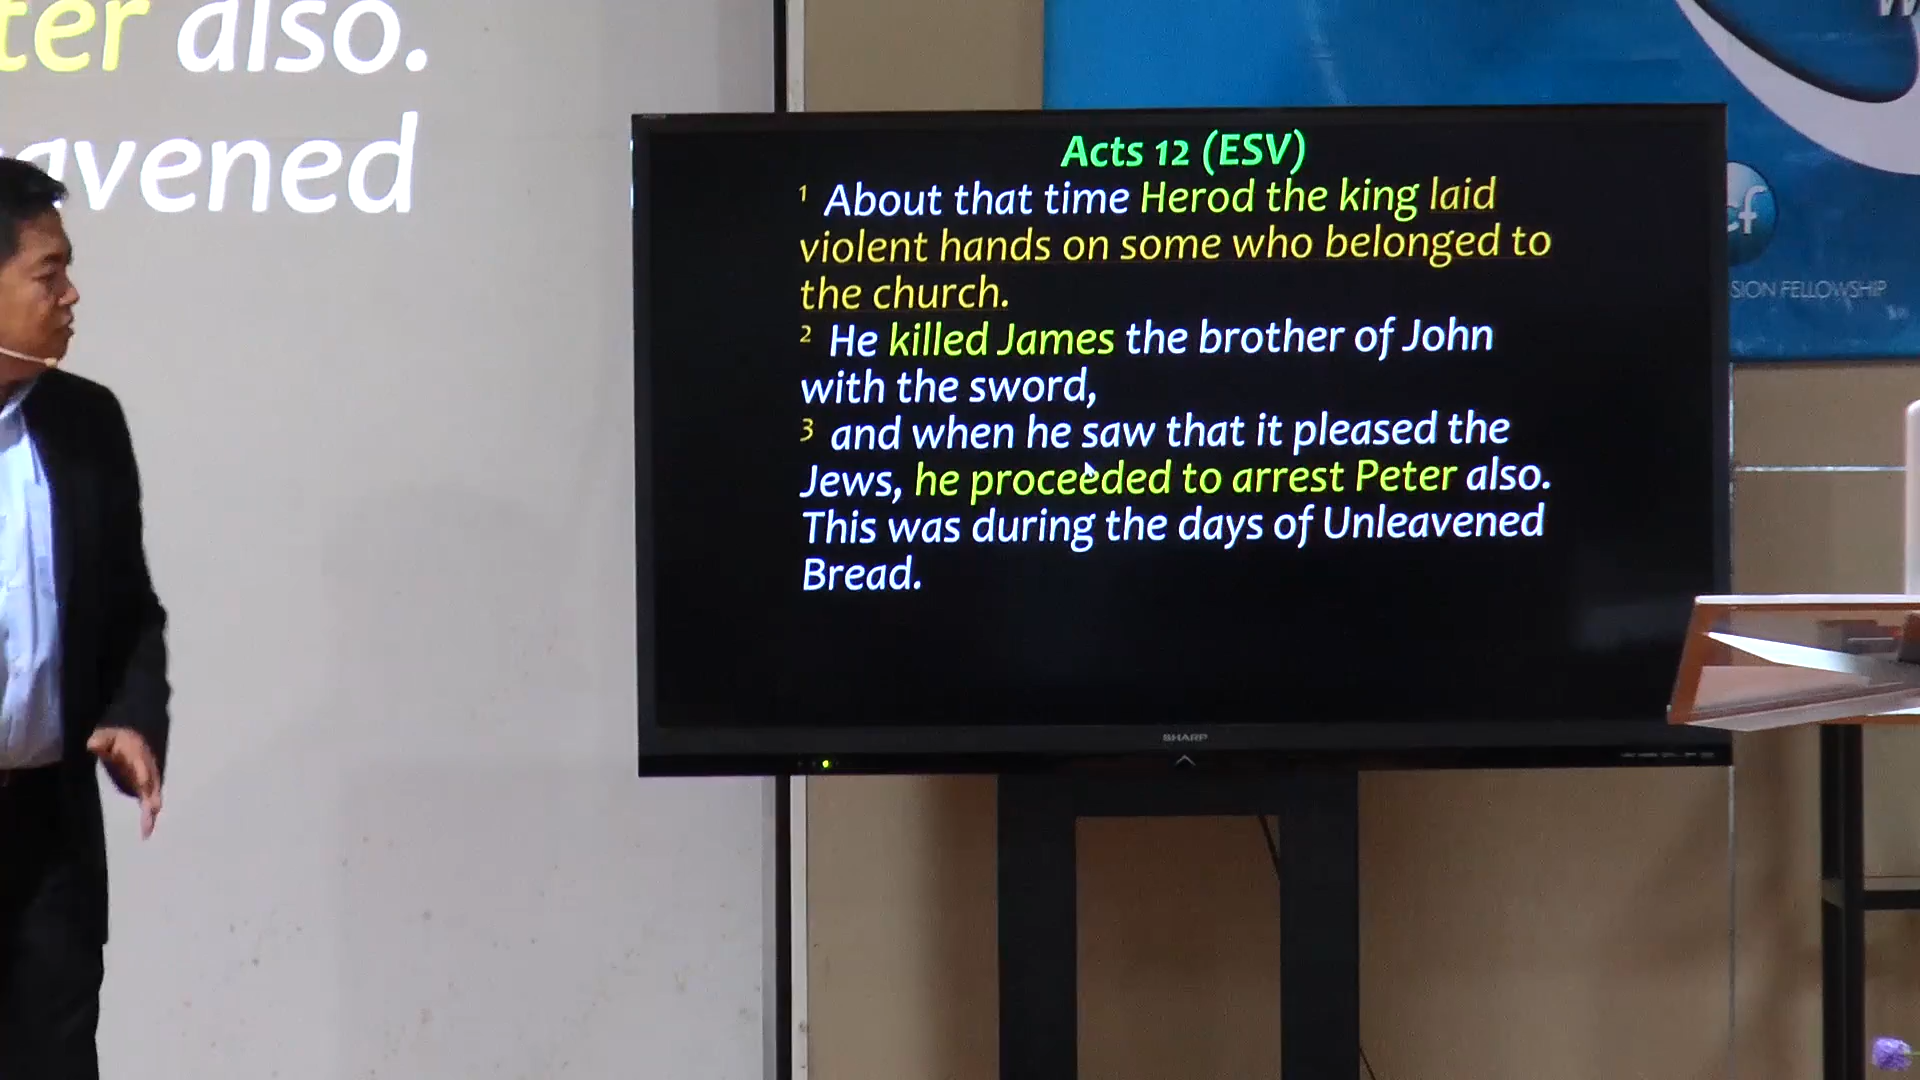 ter also.
avened
Acts 12 (ESV)
1 About that time Herod the king laid
violent hands on some who belonged to
the church.
2 He killed James the brother of John
with the sword,
3 and when he saw that it pleased the
Jews, he proceeded to arrest Peter also.
This was during the days of Unleavened
Bread.
SHARP
cf
SION FELLOWSHIP